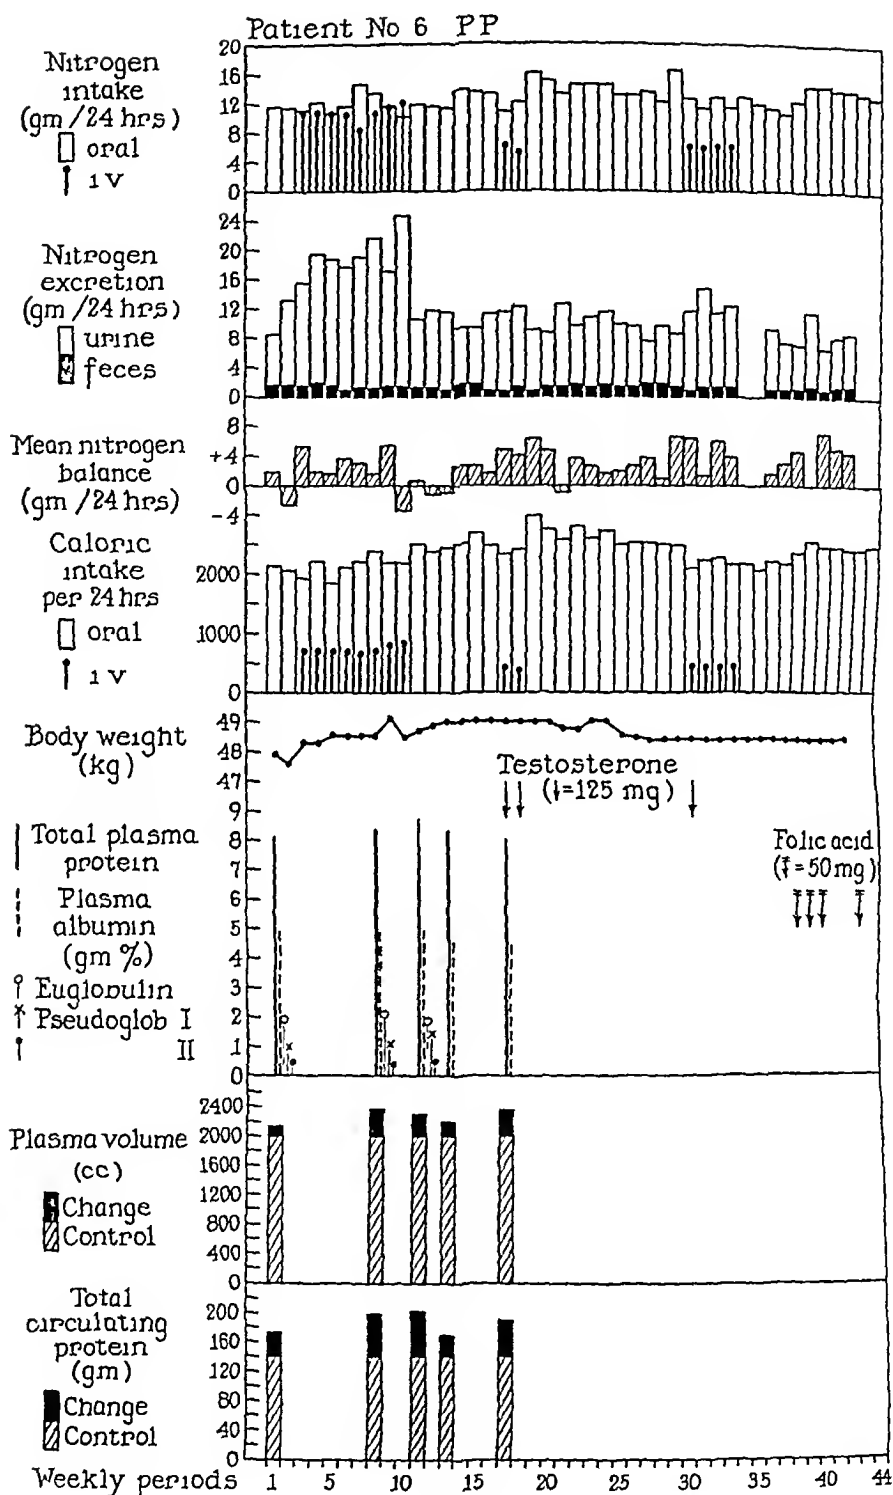 Patient No 6 PP
Nitrogen
intake
(gm/24 hrs)
oral
1 V
20
16
12
8
4
0
Nitrogen
excretion
(gm/24 hrs)
urine
feces
24
20
16
12
8
4
0
Mean nitrogen
balance
(gm/24 hrs)
8
+4
0
-4
Caloric
intake
per 24 hrs
oral
1 V
2000
1000
0
Body weight
(kg)
49
48
47
Testosterone
(↓=125 mg)
Folic acid
(↓=50 mg)
Total plasma
protein
Plasma
albumin
(gm %)
Euglobulin
Pseudoglob I
II
9
8
7
6
5
4
3
2
1
0
Plasma volume
(cc)
Change
Control
2400
2000
1600
1200
800
400
0
Total
circulating
protein
(gm)
Change
Control
200
160
120
80
40
0
Weekly periods 1 5 10 15 20 25 30 35 40 44